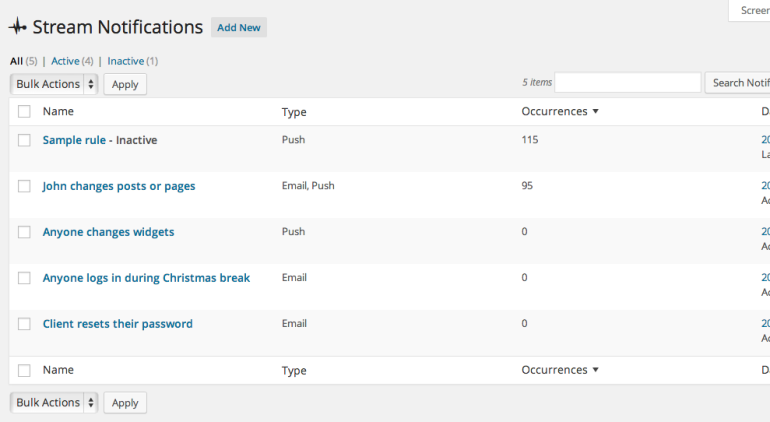 Screen
Stream Notifications Add New
All (5) | Active (4) | Inactive (1)
Bulk Actions Apply 5 items Search Notif
Name Type Occurrences D
Sample rule - Inactive Push 115 20
La
John changes posts or pages Email, Push 95 20
Ac
Anyone changes widgets Push 0 20
Ac
Anyone logs in during Christmas break Email 0 20
Ac
Client resets their password Email 0 20
Ac
Name Type Occurrences D
Bulk Actions Apply